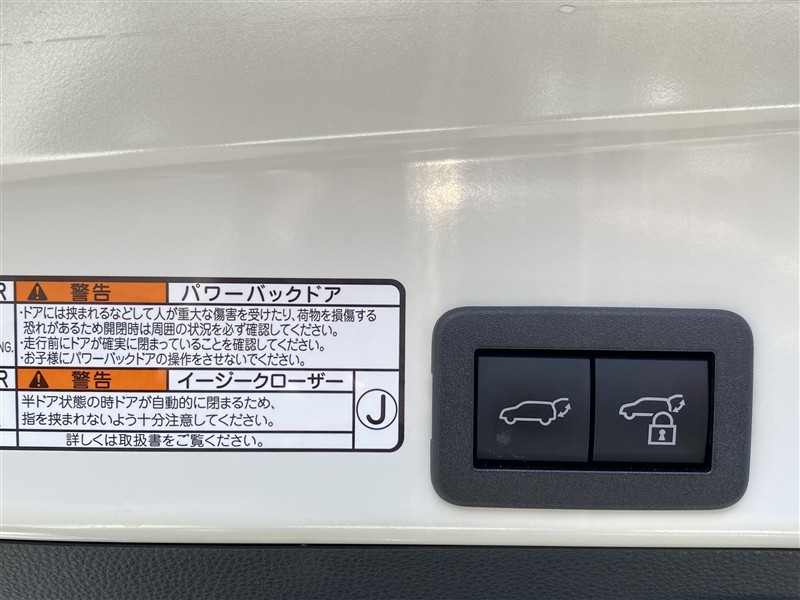 R ⚠ 警告 パワーバックドア
・ドアには挟まれるなどして人が重大な傷害を受けたり、荷物を損傷する
恐れがあるため開閉時は周囲の状況を必ず確認してください。
NG. ・走行前にドアが確実に閉まっていることを確認してください。
・お子様にパワーバックドアの操作をさせないでください。
R ⚠ 警告 イージークローザー
半ドア状態の時ドアが自動的に閉まるため、
指を挟まれないよう十分注意してください。
J
詳しくは取扱書をご覧ください。